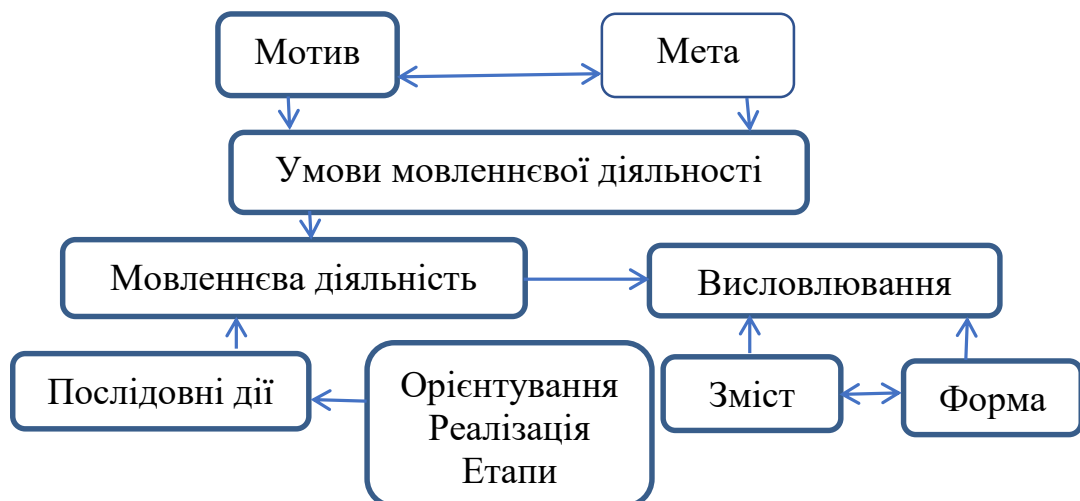 Мотив
Мета
Умови мовленнєвої діяльності
Мовленнєва діяльність
Висловлювання
Послідовні дії
Орієнтування
Реалізація
Етапи
Зміст
Форма